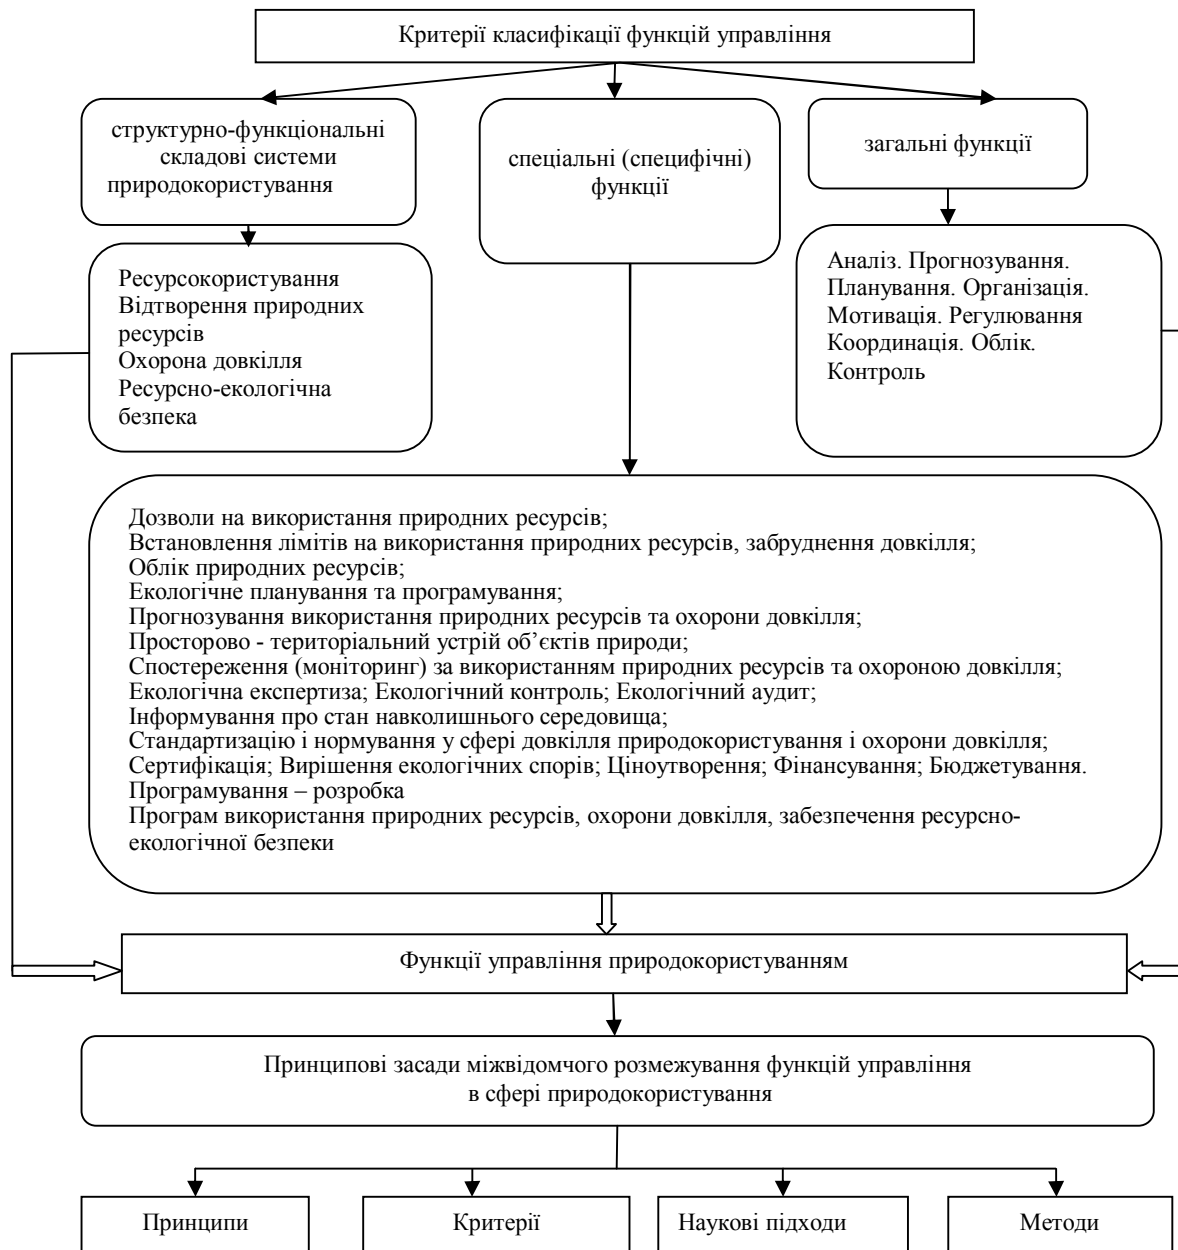 Критерії класифікації функцій управління
структурно-функціональні
складові системи
природокористування
спеціальні (специфічні)
функції
загальні функції
Ресурсокористування
Відтворення природних
ресурсів
Охорона довкілля
Ресурсно-екологічна
безпека
Аналіз. Прогнозування.
Планування. Організація.
Мотивація. Регулювання
Координація. Облік.
Контроль
Дозволи на використання природних ресурсів;
Встановлення лімітів на використання природних ресурсів, забруднення довкілля;
Облік природних ресурсів;
Екологічне планування та програмування;
Прогнозування використання природних ресурсів та охорони довкілля;
Просторово - територіальний устрій об’єктів природи;
Спостереження (моніторинг) за використанням природних ресурсів та охороною довкілля;
Екологічна експертиза; Екологічний контроль; Екологічний аудит;
Інформування про стан навколишнього середовища;
Стандартизацію і нормування у сфері довкілля природокористування і охорони довкілля;
Сертифікація; Вирішення екологічних спорів; Ціноутворення; Фінансування; Бюджетування.
Програмування – розробка
Програм використання природних ресурсів, охорони довкілля, забезпечення ресурсно-
екологічної безпеки
Функції управління природокористуванням
Принципові засади міжвідомчого розмежування функцій управління
в сфері природокористування
Принципи
Критерії
Наукові підходи
Методи